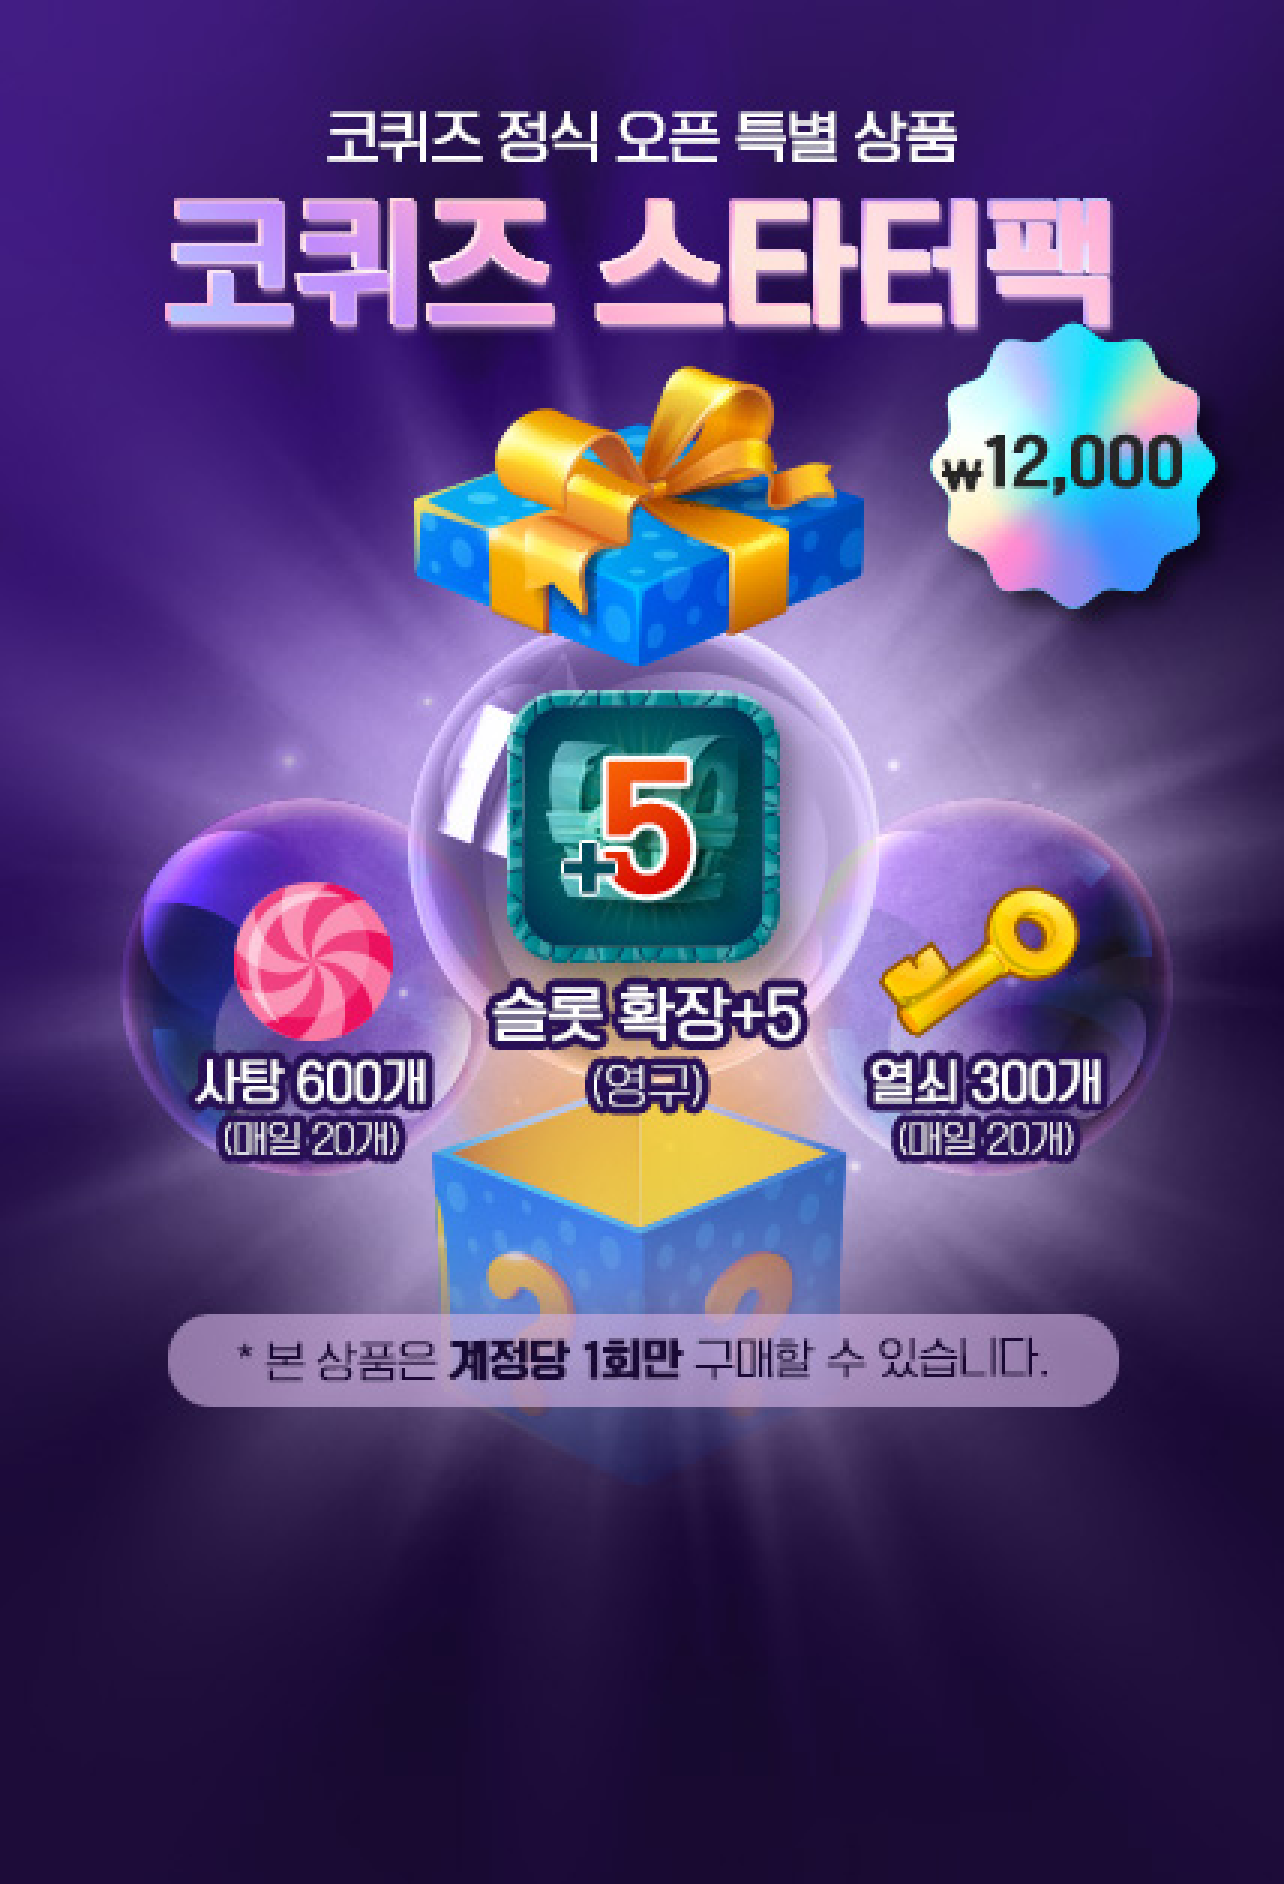 코퀴즈 정식 오픈 특별 상품
코퀴즈 스타터팩
₩12,000
+5
슬롯 확장+5
(영구)
사탕 600개
(매일 20개)
열쇠 300개
(매일 20개)
* 본 상품은 계정당 1회만 구매할 수 있습니다.